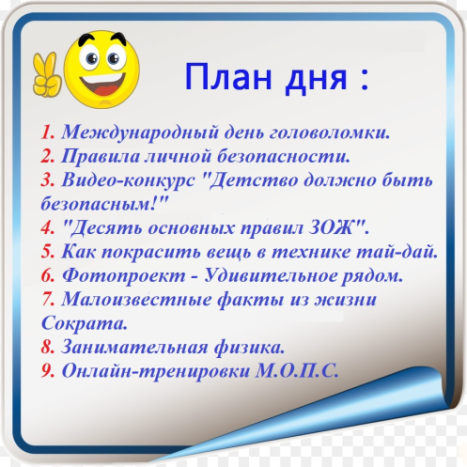 План дня :
1. Международный день головоломки.
2. Правила личной безопасности.
3. Видео-конкурс "Детство должно быть
безопасным!"
4. "Десять основных правил ЗОЖ".
5. Как покрасить вещь в технике тай-дай.
6. Фотопроект - Удивительное рядом.
7. Малоизвестные факты из жизни
Сократа.
8. Занимательная физика.
9. Онлайн-тренировки М.О.П.С.